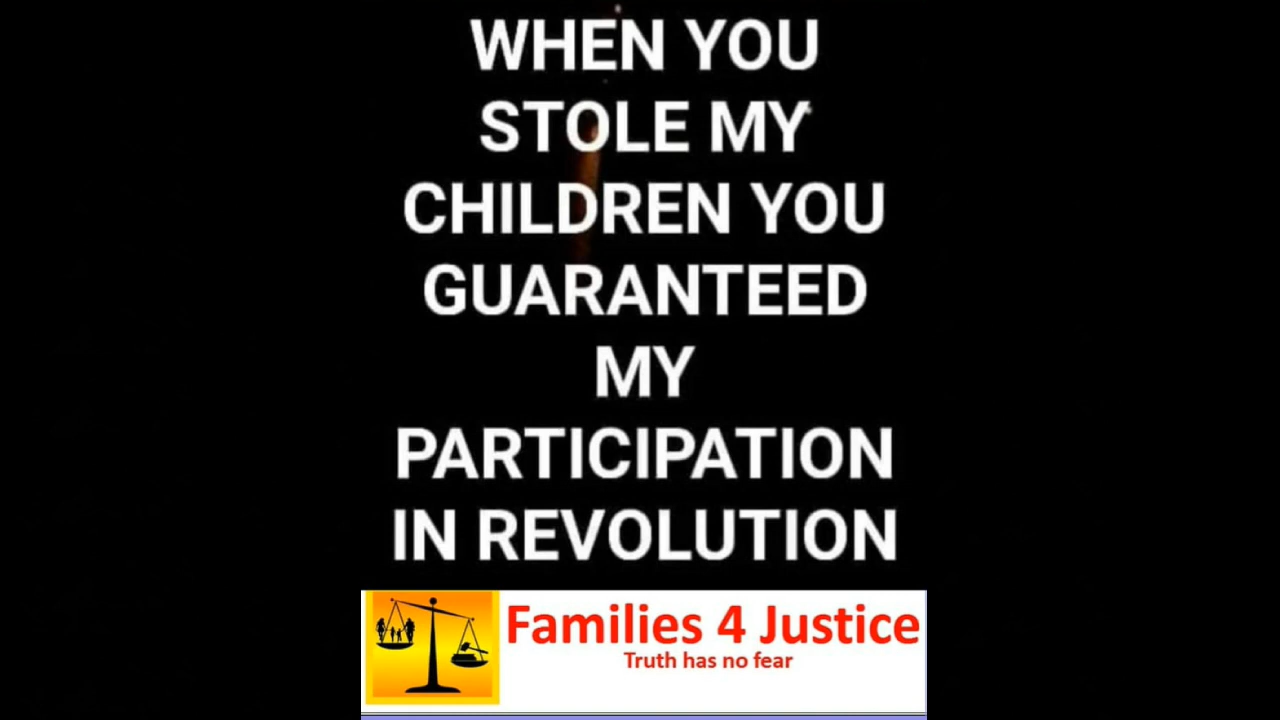 WHEN YOU
STOLE MY
CHILDREN YOU
GUARANTEED
MY
PARTICIPATION
IN REVOLUTION
Families 4 Justice
Truth has no fear